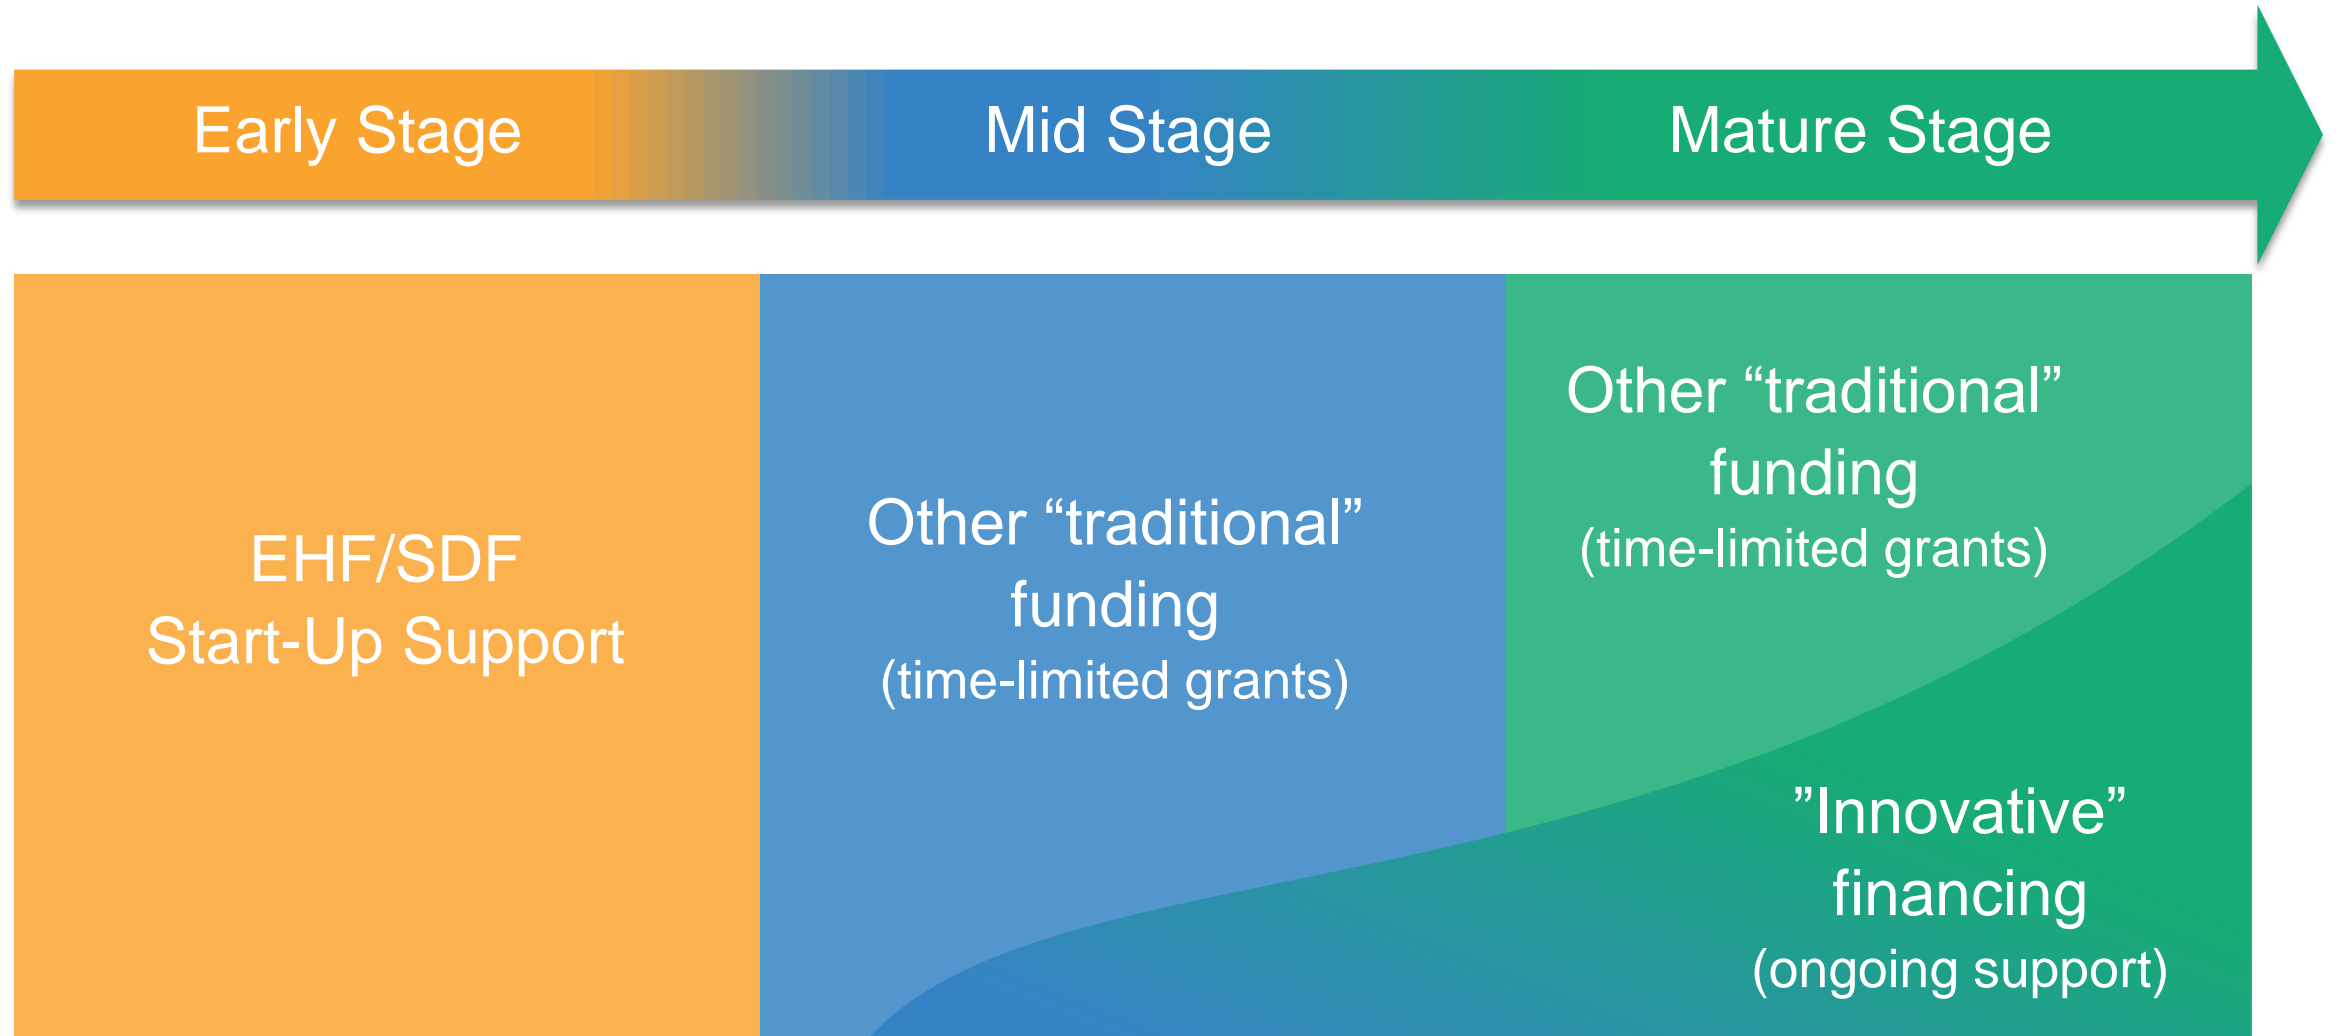 Early Stage
Mid Stage
Mature Stage
EHF/SDF
Start-Up Support
Other “traditional”
funding
(time-limited grants)
Other “traditional”
funding
(time-limited grants)
”Innovative”
financing
(ongoing support)